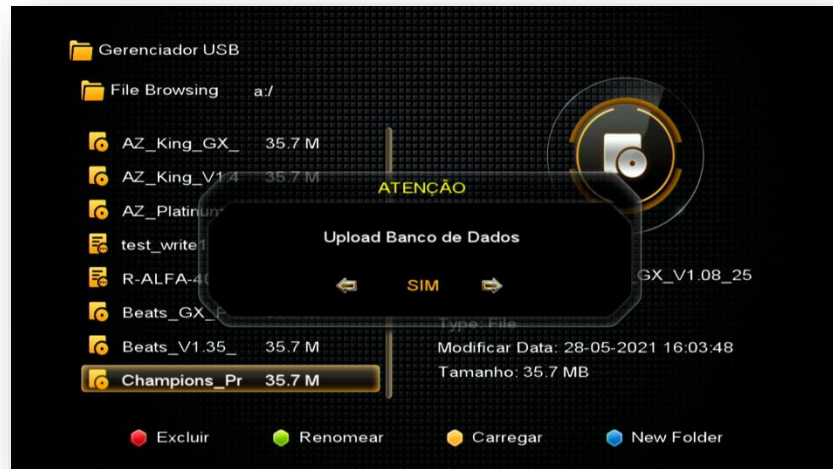 Gerenciador USB
File Browsing a:/
AZ_King_GX_ 35.7 M
AZ_King_V1.4 35.7 M
AZ_Platinum
test_write1
R-ALFA-40
Beats_GX_P
Beats_V1.35_ 35.7 M
Champions_Pr 35.7 M
ATENÇÃO
Upload Banco de Dados
SIM
GX_V1.08_25
Type: File
Modificar Data: 28-05-2021 16:03:48
Tamanho: 35.7 MB
Excluir Renomear Carregar New Folder